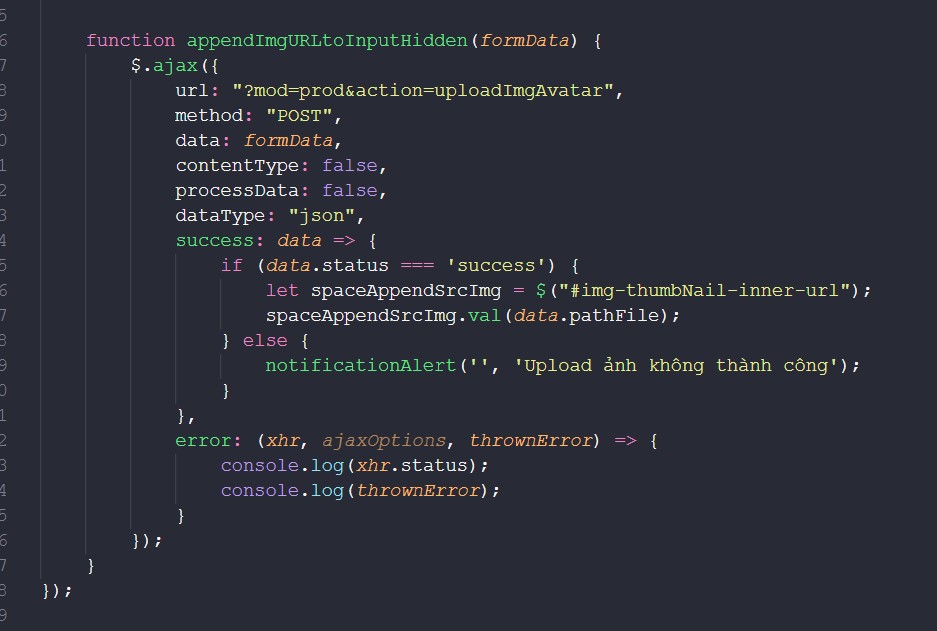 5
6 function appendImgURLtoInputHidden(formData) {
7 $.ajax({
8 url: "?mod=prod&action=uploadImgAvatar",
9 method: "POST",
0 data: formData,
1 contentType: false,
2 processData: false,
3 dataType: "json",
4 success: data => {
5 if (data.status === 'success') {
6 let spaceAppendSrcImg = $("#img-thumbNail-inner-url");
7 spaceAppendSrcImg.val(data.pathFile);
8 } else {
9 notificationAlert('', 'Upload ảnh không thành công');
0 }
1 },
2 error: (xhr, ajaxOptions, thrownError) => {
3 console.log(xhr.status);
4 console.log(thrownError);
5 }
6 });
7 }
8 });
9